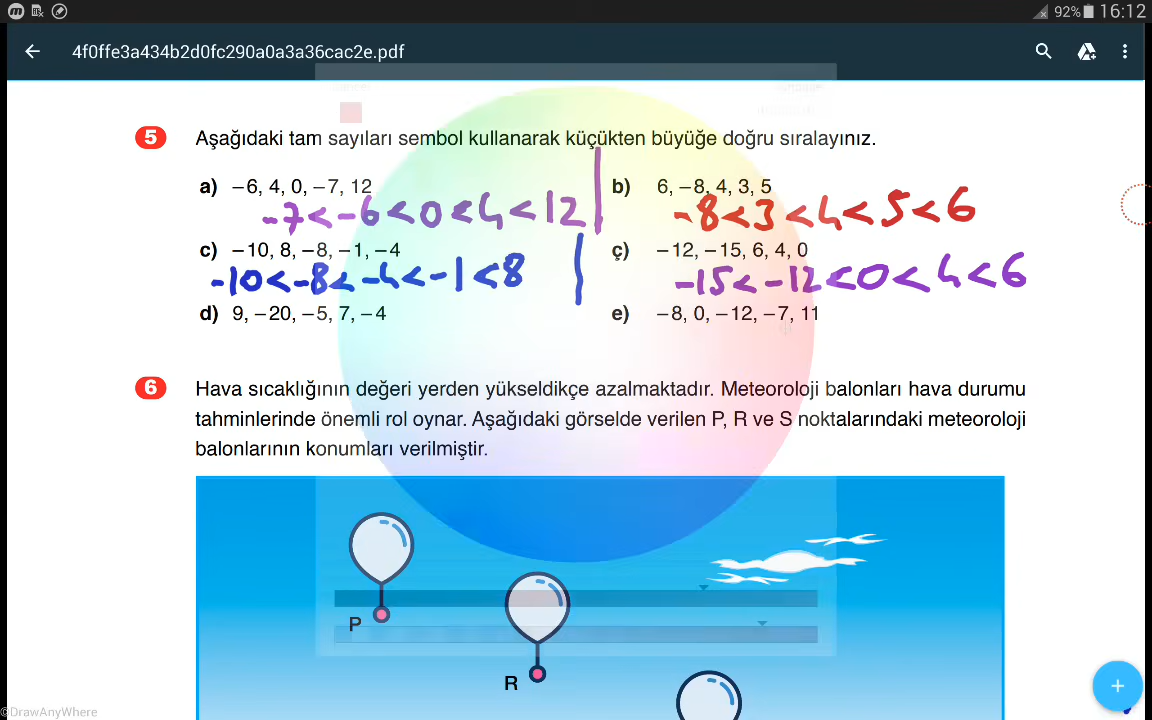 92% 16:12
4f0ffe3a434b2d0fc290a0a3a36cac2e.pdf
5 Aşağıdaki tam sayıları sembol kullanarak küçükten büyüğe doğru sıralayınız.
a) −6, 4, 0, −7, 12
b) 6, −8, 4, 3, 5
-7 < -6 < 0 < 4 < 12
-8 < 3 < 4 < 5 < 6
c) −10, 8, −8, −1, −4
ç) −12, −15, 6, 4, 0
-10 < -8 < -4 < -1 < 8
-15 < -12 < 0 < 4 < 6
d) 9, −20, −5, 7, −4
e) −8, 0, −12, −7, 11
6 Hava sıcaklığının değeri yerden yükseldikçe azalmaktadır. Meteoroloji balonları hava durumu
tahminlerinde önemli rol oynar. Aşağıdaki görselde verilen P, R ve S noktalarındaki meteoroloji
balonlarının konumları verilmiştir.
P
R
©DrawAnyWhere